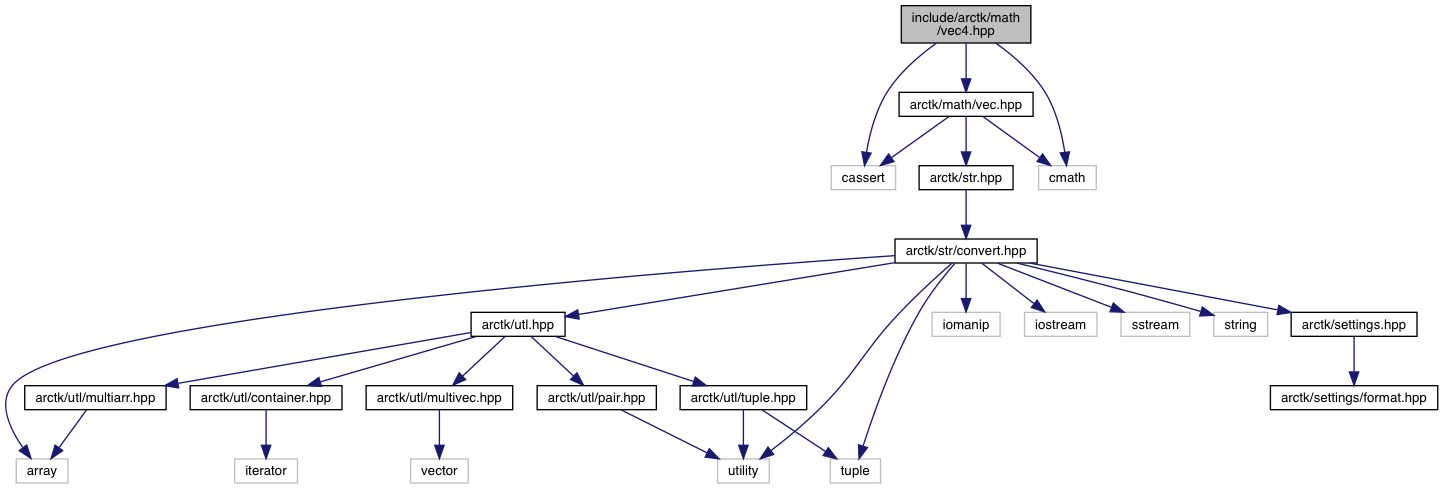 include/arctk/math
/vec4.hpp
arctk/math/vec.hpp
cassert
arctk/str.hpp
cmath
arctk/str/convert.hpp
arctk/utl.hpp
iomanip
iostream
sstream
string
arctk/settings.hpp
arctk/utl/multiarr.hpp
arctk/utl/container.hpp
arctk/utl/multivec.hpp
arctk/utl/pair.hpp
arctk/utl/tuple.hpp
arctk/settings/format.hpp
array
iterator
vector
utility
tuple